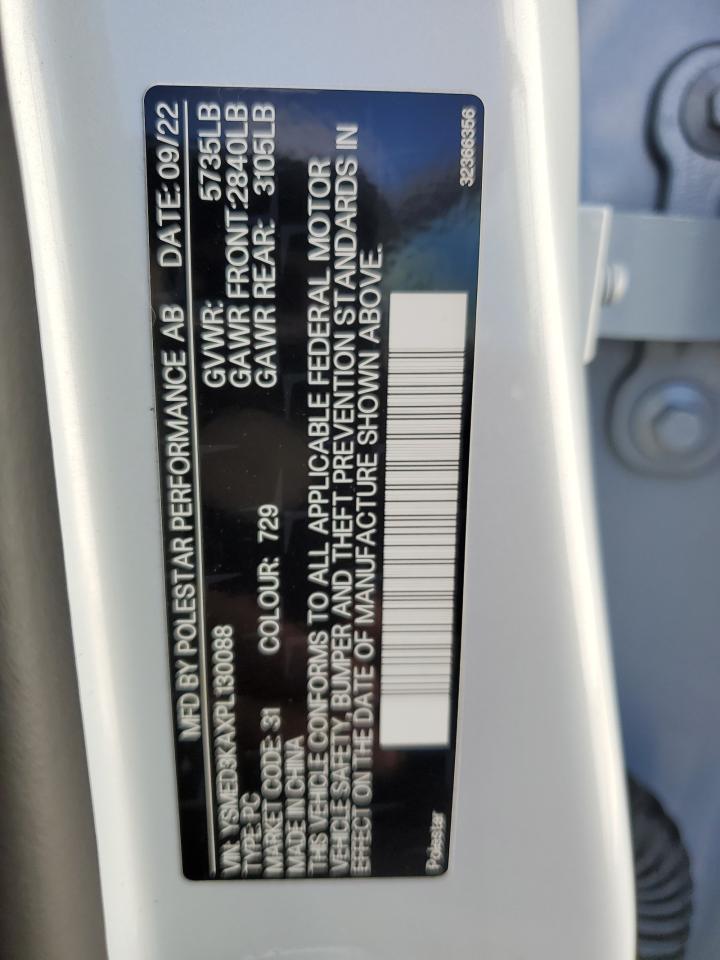 MFD BY POLESTAR PERFORMANCE AB DATE: 09/22
VIN: YSMED3KAXPL130088 GVWR: 5735LB
TYPE: PC GAWR FRONT:2840LB
MARKET CODE: 31 COLOUR: 729 GAWR REAR: 3105LB
MADE IN CHINA
THIS VEHICLE CONFORMS TO ALL APPLICABLE FEDERAL MOTOR
VEHICLE SAFETY, BUMPER AND THEFT PREVENTION STANDARDS IN
EFFECT ON THE DATE OF MANUFACTURE SHOWN ABOVE.
Polestar 32366356